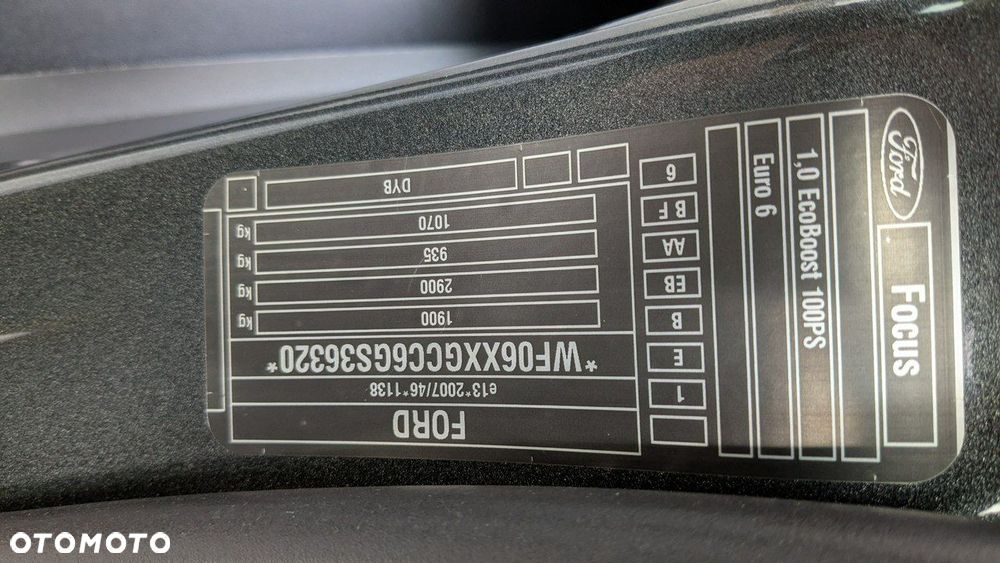 Ford
Focus
1,0 EcoBoost 100PS
Euro 6
FORD
e13*2007/46*1138
*WF06XXGCC6GS36320*
1900 kg
2900 kg
935 kg
1070 kg
DYB
1
E
B
EB
AA
B F
6
OTOMOTO